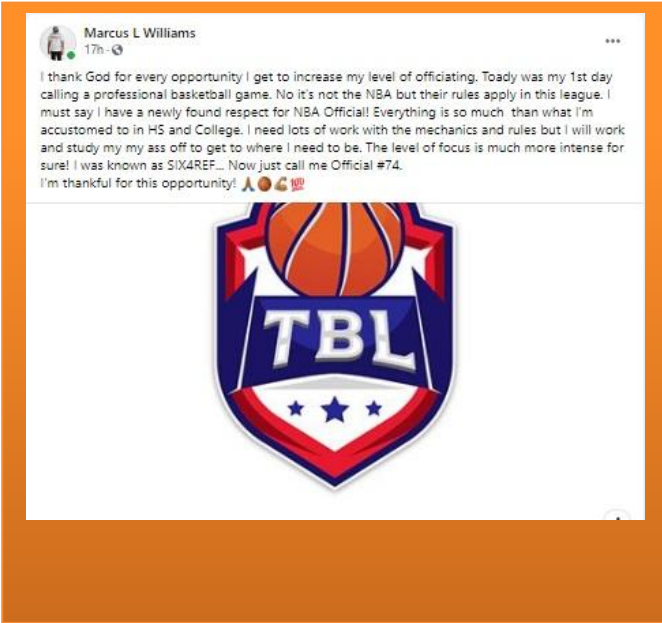 Marcus L Williams
17h ·
I thank God for every opportunity I get to increase my level of officiating. Toady was my 1st day
calling a professional basketball game. No it's not the NBA but their rules apply in this league. I
must say I have a newly found respect for NBA Official! Everything is so much than what I'm
accustomed to in HS and College. I need lots of work with the mechanics and rules but I will work
and study my my ass off to get to where I need to be. The level of focus is much more intense for
sure! I was known as SIX4REF... Now just call me Official #74.
I'm thankful for this opportunity! 🙏🏾🏀💪🏾💯
TBL